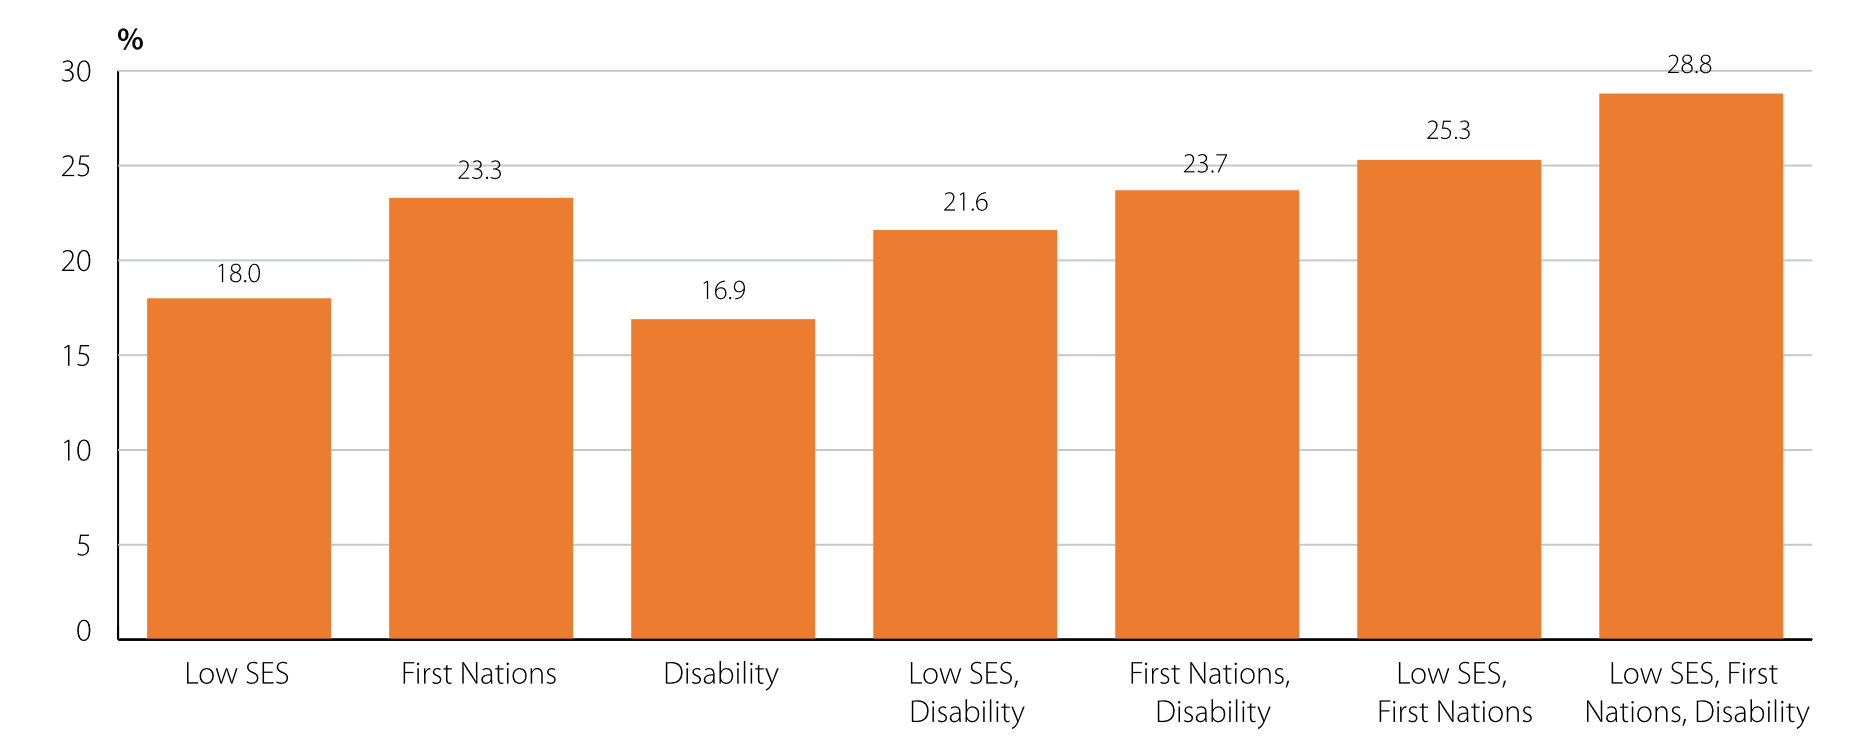 %
30
25
20
15
10
5
0
18.0
23.3
16.9
21.6
23.7
25.3
28.8
Low SES
First Nations
Disability
Low SES,
Disability
First Nations,
Disability
Low SES,
First Nations
Low SES, First
Nations, Disability